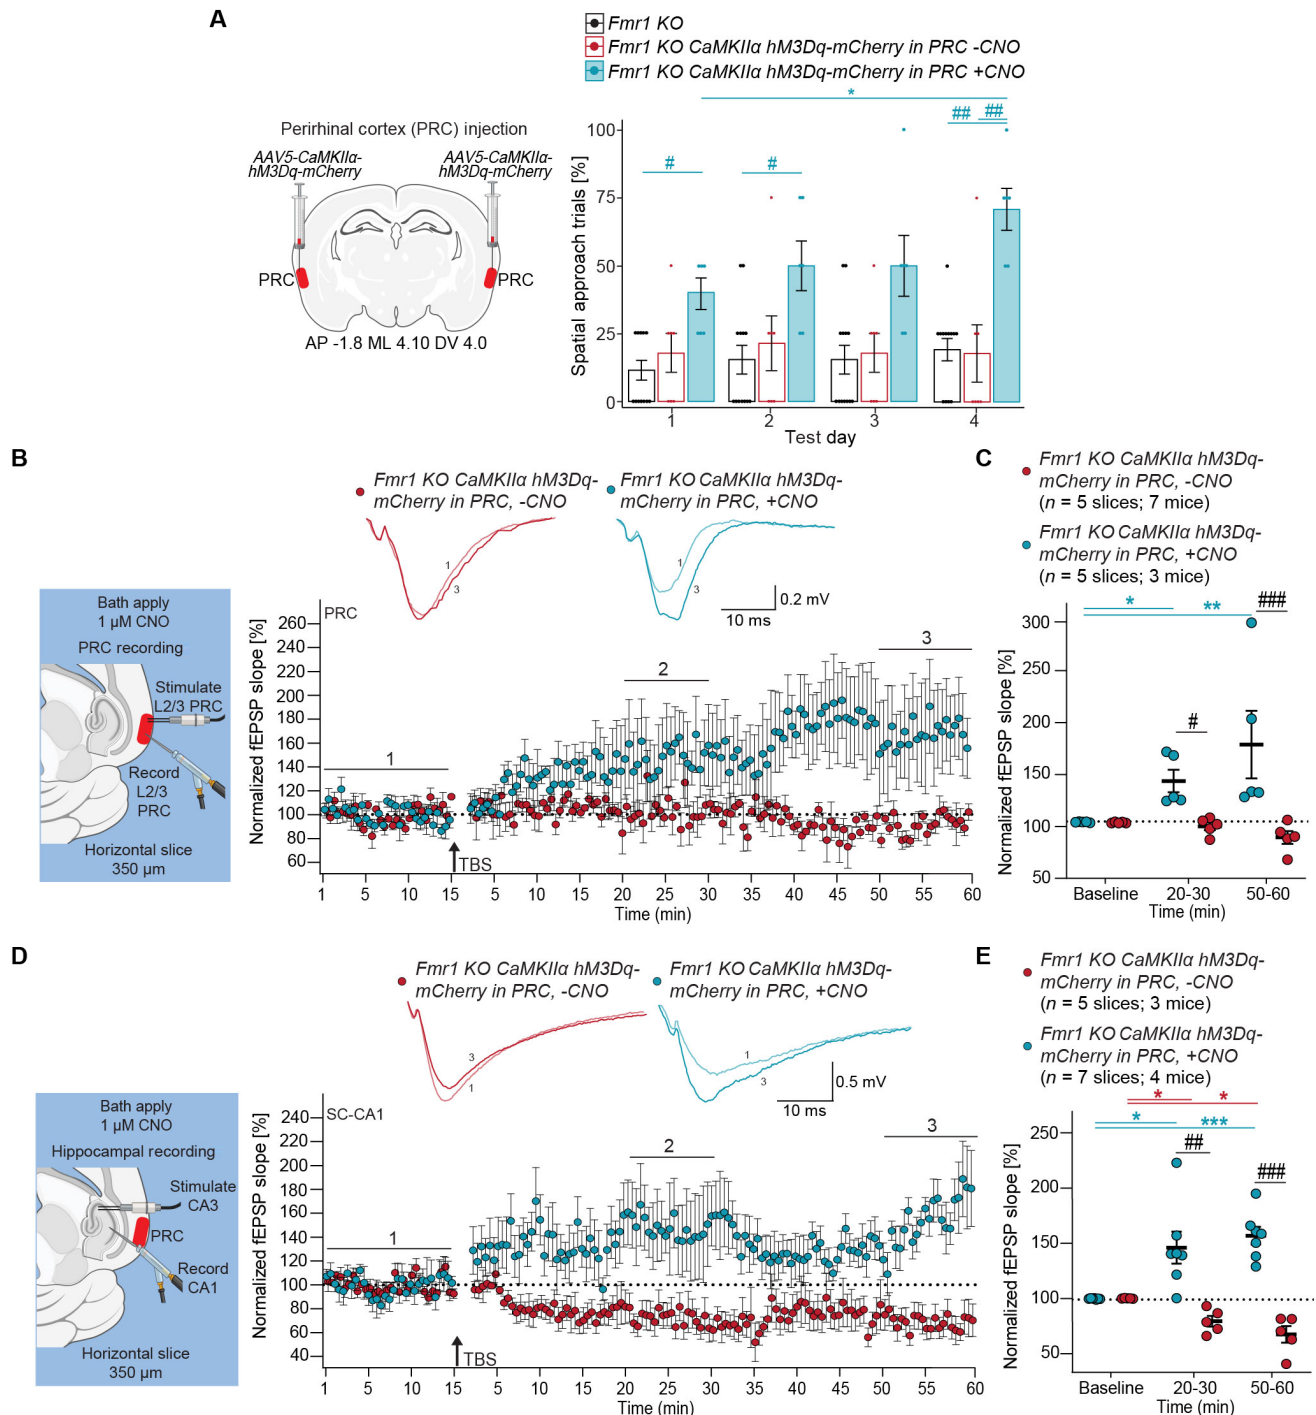 A
Fmr1 KO
Fmr1 KO CaMKIIα hM3Dq-mCherry in PRC -CNO
Fmr1 KO CaMKIIα hM3Dq-mCherry in PRC +CNO
Perirhinal cortex (PRC) injection
AAV5-CaMKIIα-
hM3Dq-mCherry
AAV5-CaMKIIα-
hM3Dq-mCherry
PRC
PRC
AP -1.8 ML 4.10 DV 4.0
Spatial approach trials [%]
100
75
50
25
0
#
#
*
##
##
1
2
3
4
Test day
B
Fmr1 KO CaMKIIα hM3Dq-
mCherry in PRC, -CNO
Fmr1 KO CaMKIIα hM3Dq-
mCherry in PRC, +CNO
1
3
1
3
0.2 mV
10 ms
Bath apply
1 µM CNO
PRC recording
Stimulate
L2/3 PRC
Record
L2/3
PRC
Horizontal slice
350 µm
Normalized fEPSP slope [%]
PRC
260
240
220
200
180
160
140
120
100
80
60
1
2
3
TBS
1 5 10 15 5 10 15 20 25 30 35 40 45 50 55 60
Time (min)
C
Fmr1 KO CaMKIIα hM3Dq-
mCherry in PRC, -CNO
(n = 5 slices; 7 mice)
Fmr1 KO CaMKIIα hM3Dq-
mCherry in PRC, +CNO
(n = 5 slices; 3 mice)
* ** ###
#
Normalized fEPSP slope [%]
300
200
150
100
50
Baseline 20-30 50-60
Time (min)
D
Fmr1 KO CaMKIIα hM3Dq-
mCherry in PRC, -CNO
Fmr1 KO CaMKIIα hM3Dq-
mCherry in PRC, +CNO
3
1
1
3
0.5 mV
10 ms
Bath apply
1 µM CNO
Hippocampal recording
Stimulate
CA3
PRC
Record
CA1
Horizontal slice
350 µm
Normalized fEPSP slope [%]
SC-CA1
240
220
200
180
160
140
120
100
80
60
40
1
2
3
TBS
1 5 10 15 5 10 15 20 25 30 35 40 45 50 55 60
Time (min)
E
Fmr1 KO CaMKIIα hM3Dq-
mCherry in PRC, -CNO
(n = 5 slices; 3 mice)
Fmr1 KO CaMKIIα hM3Dq-
mCherry in PRC, +CNO
(n = 7 slices; 4 mice)
* *
* ***
##
###
Normalized fEPSP slope [%]
250
200
150
100
50
Baseline 20-30 50-60
Time (min)